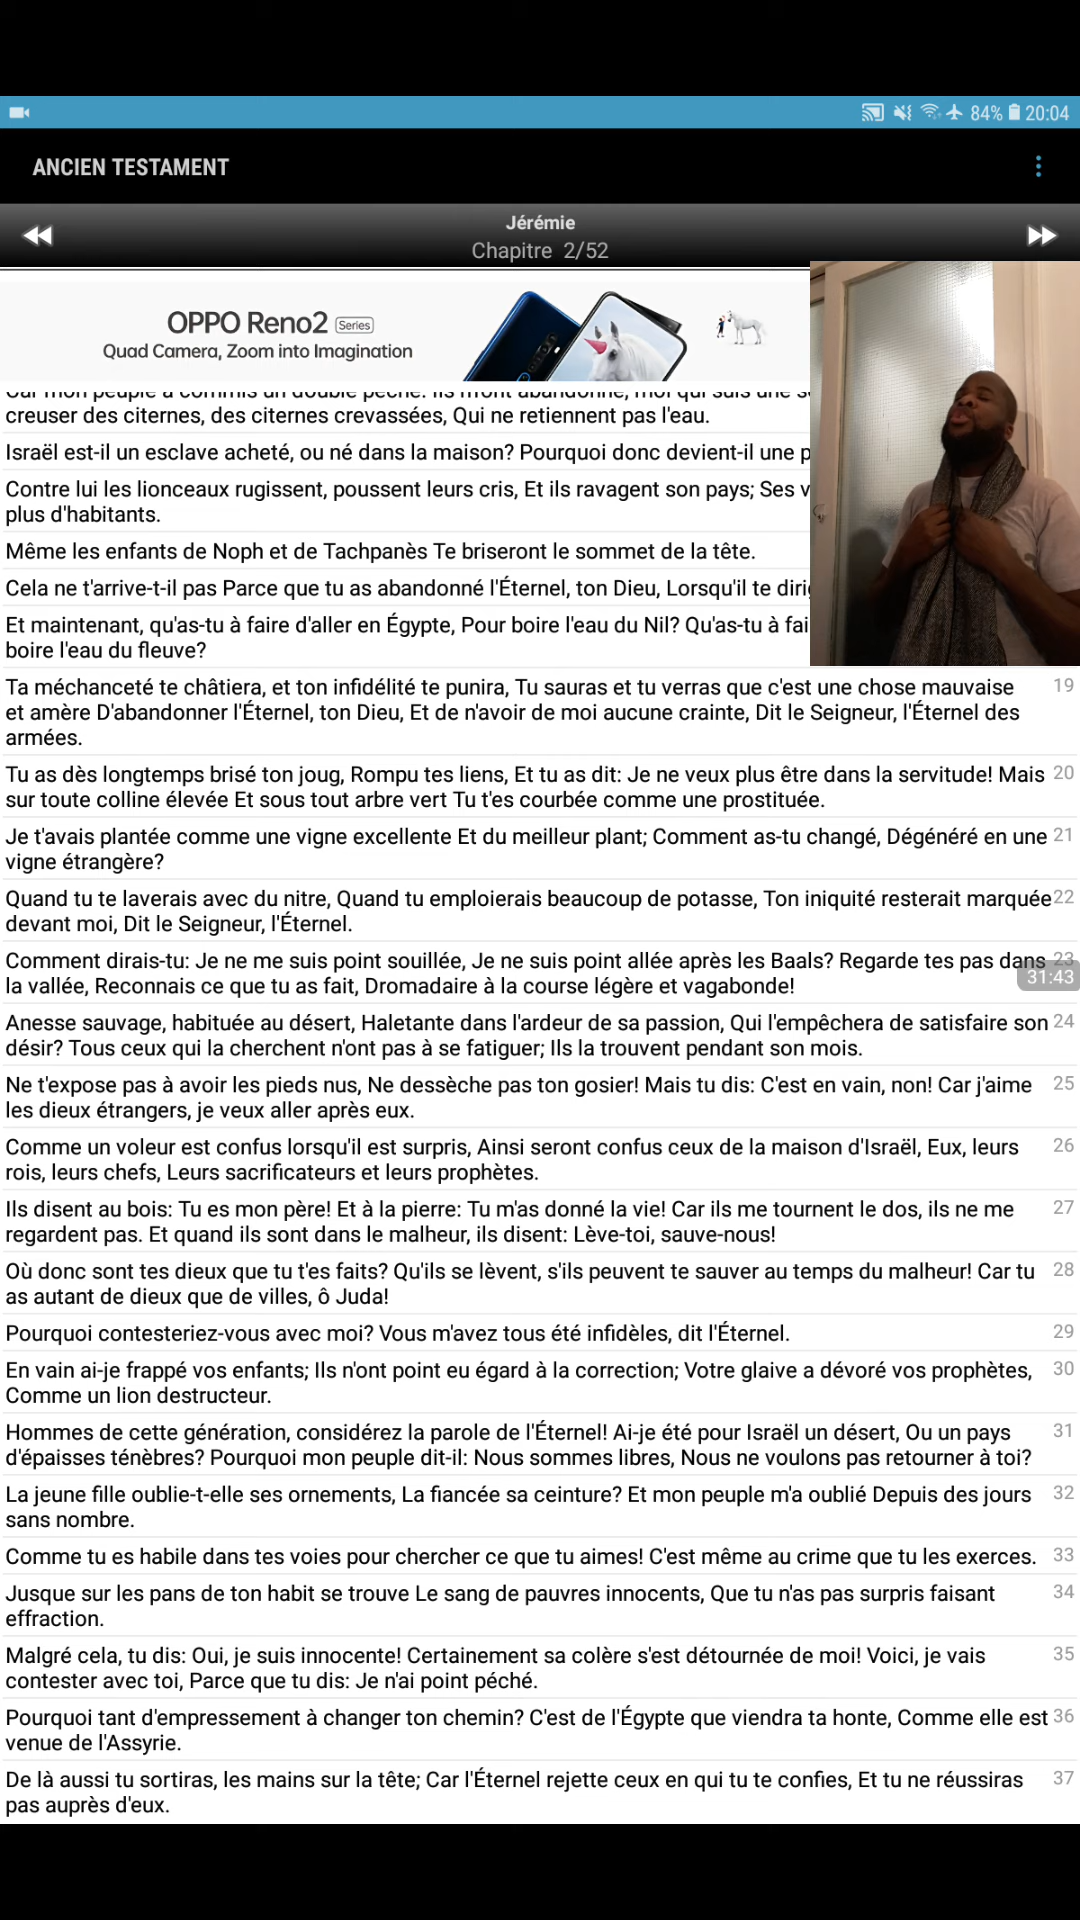 84% 20:04
ANCIEN TESTAMENT
Jérémie
Chapitre 2/52
OPPO Reno2 Series
Quad Camera, Zoom into Imagination
Car mon peuple a commis un double péché: Ils m'ont abandonné, moi qui suis une
creuser des citernes, des citernes crevassées, Qui ne retiennent pas l'eau.
Israël est-il un esclave acheté, ou né dans la maison? Pourquoi donc devient-il une
Contre lui les lionceaux rugissent, poussent leurs cris, Et ils ravagent son pays; Ses
plus d'habitants.
Même les enfants de Noph et de Tachpanès Te briseront le sommet de la tête.
Cela ne t'arrive-t-il pas Parce que tu as abandonné l'Éternel, ton Dieu, Lorsqu'il te
Et maintenant, qu'as-tu à faire d'aller en Égypte, Pour boire l'eau du Nil? Qu'as-tu à
boire l'eau du fleuve?
Ta méchanceté te châtiera, et ton infidélité te punira, Tu sauras et tu verras que c'est une chose mauvaise 19
et amère D'abandonner l'Éternel, ton Dieu, Et de n'avoir de moi aucune crainte, Dit le Seigneur, l'Éternel des
armées.
Tu as dès longtemps brisé ton joug, Rompu tes liens, Et tu as dit: Je ne veux plus être dans la servitude! Mais 20
sur toute colline élevée Et sous tout arbre vert Tu t'es courbée comme une prostituée.
Je t'avais plantée comme une vigne excellente Et du meilleur plant; Comment as-tu changé, Dégénéré en une 21
vigne étrangère?
Quand tu te laverais avec du nitre, Quand tu emploierais beaucoup de potasse, Ton iniquité resterait marquée 22
devant moi, Dit le Seigneur, l'Éternel.
Comment dirais-tu: Je ne me suis point souillée, Je ne suis point allée après les Baals? Regarde tes pas dans 23
la vallée, Reconnais ce que tu as fait, Dromadaire à la course légère et vagabonde!
31:43
Anesse sauvage, habituée au désert, Haletante dans l'ardeur de sa passion, Qui l'empêchera de satisfaire son 24
désir? Tous ceux qui la cherchent n'ont pas à se fatiguer; Ils la trouvent pendant son mois.
Ne t'expose pas à avoir les pieds nus, Ne dessèche pas ton gosier! Mais tu dis: C'est en vain, non! Car j'aime 25
les dieux étrangers, je veux aller après eux.
Comme un voleur est confus lorsqu'il est surpris, Ainsi seront confus ceux de la maison d'Israël, Eux, leurs 26
rois, leurs chefs, Leurs sacrificateurs et leurs prophètes.
Ils disent au bois: Tu es mon père! Et à la pierre: Tu m'as donné la vie! Car ils me tournent le dos, ils ne me 27
regardent pas. Et quand ils sont dans le malheur, ils disent: Lève-toi, sauve-nous!
Où donc sont tes dieux que tu t'es faits? Qu'ils se lèvent, s'ils peuvent te sauver au temps du malheur! Car tu 28
as autant de dieux que de villes, ô Juda!
Pourquoi contesteriez-vous avec moi? Vous m'avez tous été infidèles, dit l'Éternel. 29
En vain ai-je frappé vos enfants; Ils n'ont point eu égard à la correction; Votre glaive a dévoré vos prophètes, 30
Comme un lion destructeur.
Hommes de cette génération, considérez la parole de l'Éternel! Ai-je été pour Israël un désert, Ou un pays 31
d'épaisses ténèbres? Pourquoi mon peuple dit-il: Nous sommes libres, Nous ne voulons pas retourner à toi?
La jeune fille oublie-t-elle ses ornements, La fiancée sa ceinture? Et mon peuple m'a oublié Depuis des jours 32
sans nombre.
Comme tu es habile dans tes voies pour chercher ce que tu aimes! C'est même au crime que tu les exerces. 33
Jusque sur les pans de ton habit se trouve Le sang de pauvres innocents, Que tu n'as pas surpris faisant 34
effraction.
Malgré cela, tu dis: Oui, je suis innocente! Certainement sa colère s'est détournée de moi! Voici, je vais 35
contester avec toi, Parce que tu dis: Je n'ai point péché.
Pourquoi tant d'empressement à changer ton chemin? C'est de l'Égypte que viendra ta honte, Comme elle est 36
venue de l'Assyrie.
De là aussi tu sortiras, les mains sur la tête; Car l'Éternel rejette ceux en qui tu te confies, Et tu ne réussiras 37
pas auprès d'eux.